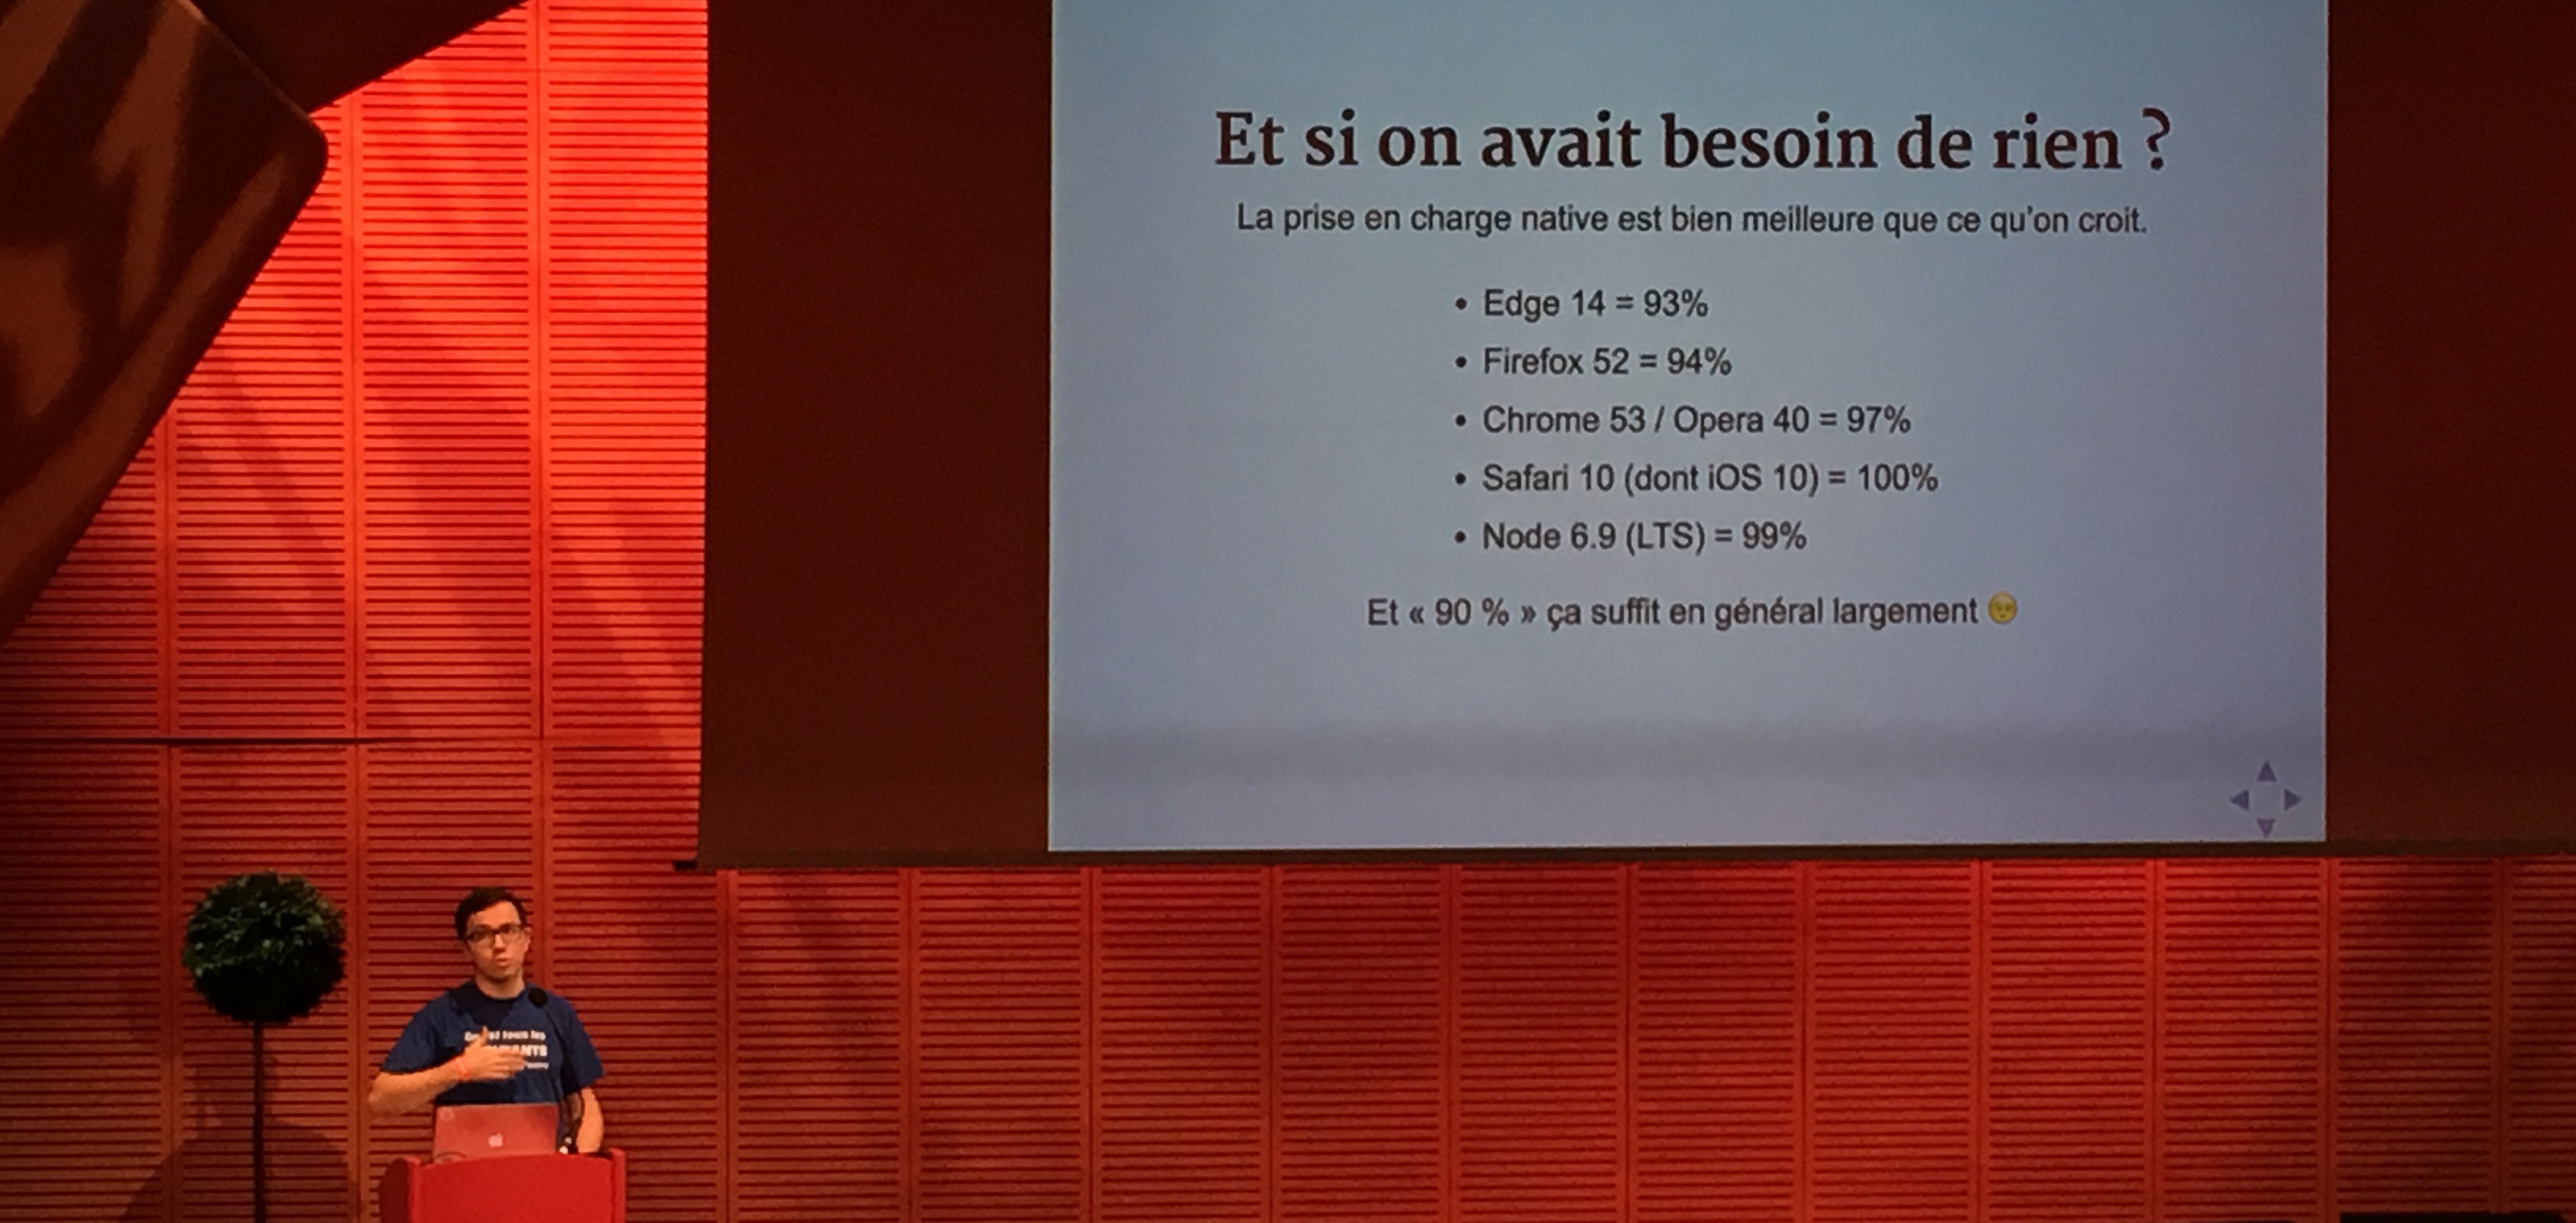 Et si on avait besoin de rien ?
La prise en charge native est bien meilleure que ce qu'on croit.
• Edge 14 = 93%
• Firefox 52 = 94%
• Chrome 53 / Opera 40 = 97%
• Safari 10 (dont iOS 10) = 100%
• Node 6.9 (LTS) = 99%
Et « 90 % » ça suffit en général largement
tous les